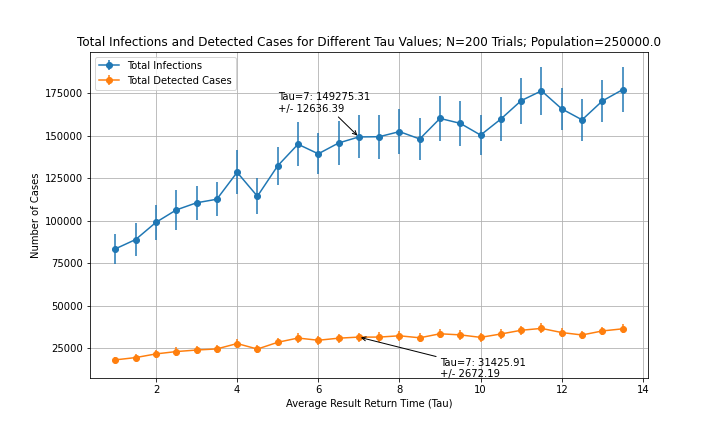 Total Infections and Detected Cases for Different Tau Values; N=200 Trials; Population=250000.0
Total Infections
Total Detected Cases
Tau=7: 149275.31
+/- 12636.39
175000
150000
125000
100000
75000
50000
25000
Number of Cases
Tau=7: 31425.91
+/- 2672.19
2
4
6
8
10
12
14
Average Result Return Time (Tau)